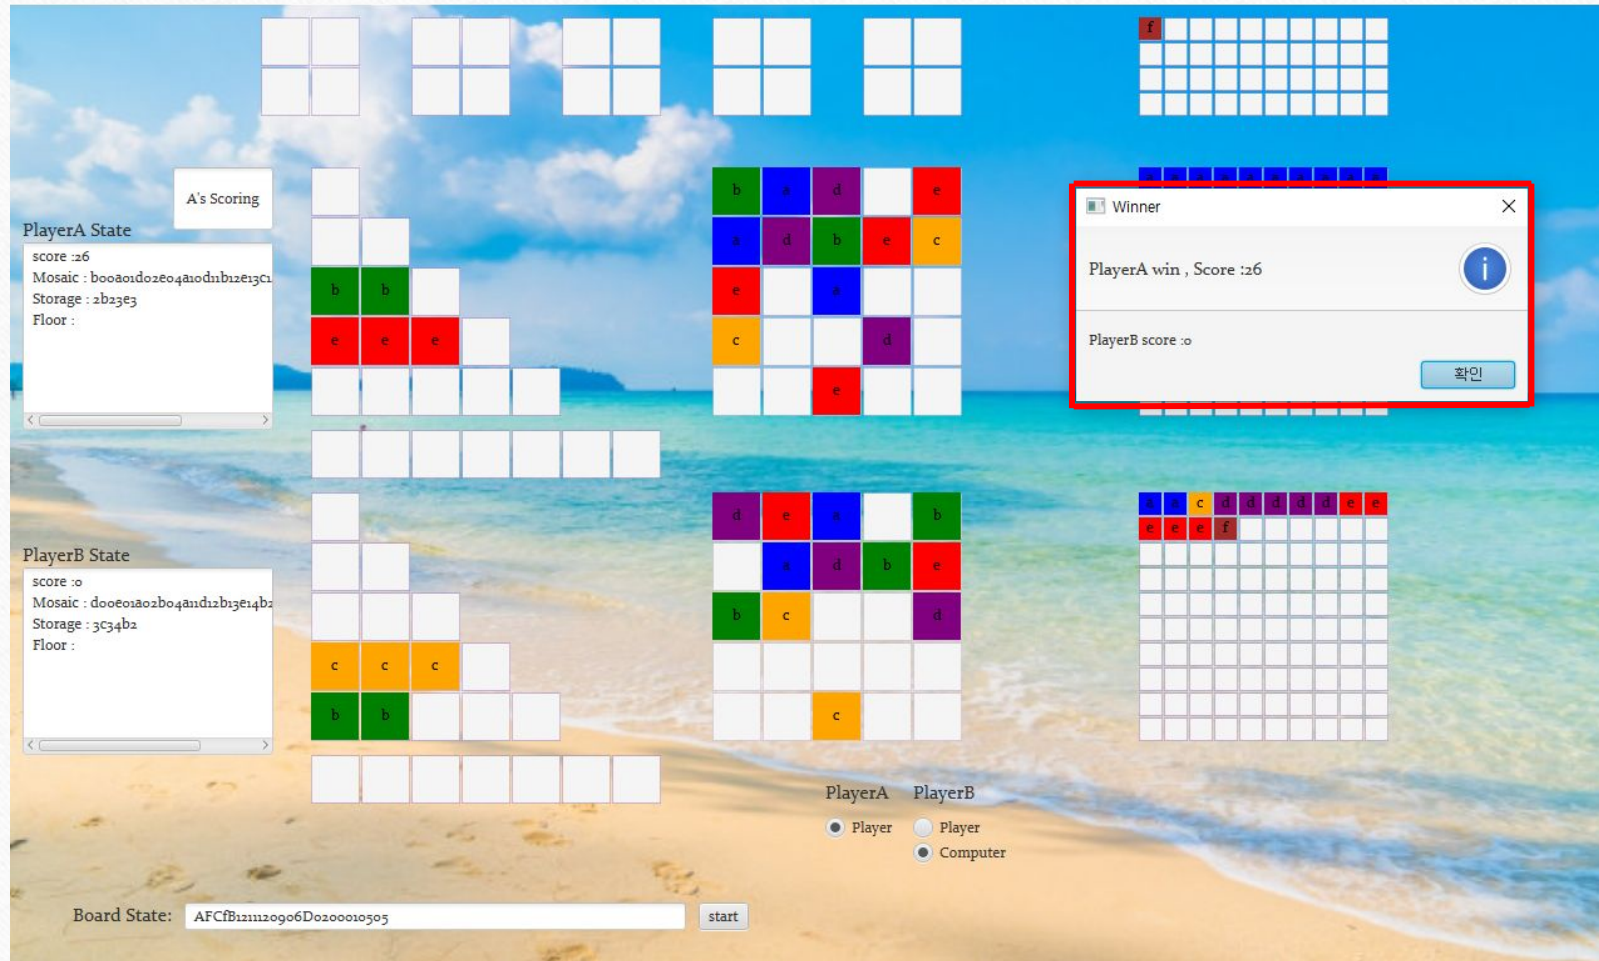 f
A's Scoring
PlayerA State
score :26
Mosaic : b00a01d02e04a10d11b12e13c1
Storage : 2b23e3
Floor :
b b
e e e
b a d e
a d b e c
e a
c d
e
Winner
PlayerA win , Score :26
PlayerB score :0
확인
PlayerB State
score :0
Mosaic : d00e01a02b04a11d12b13e14b2
Storage : 3c34b2
Floor :
c c c
b b
d e a b
a d b e
b c d
c
a a c d d d d d e e
e e e f
PlayerA PlayerB
Player Player
Computer
Board State: AFCfB1211120906D0200010505 start